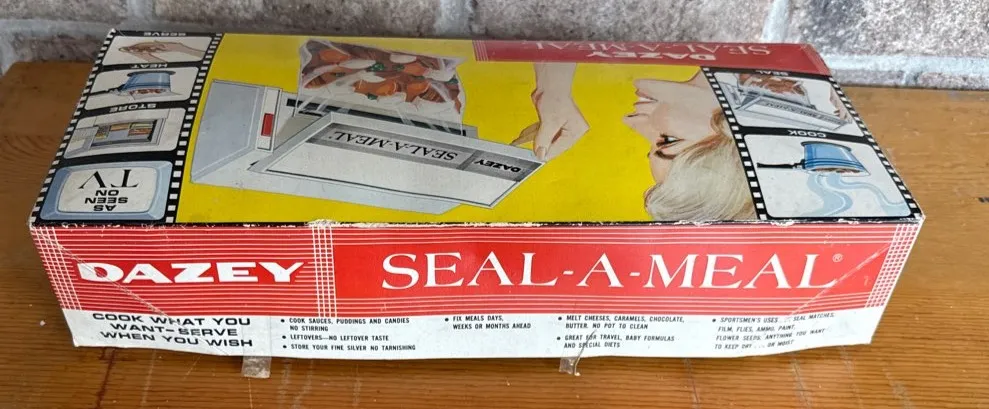 SERVE
HEAT
STORE
AS
SEEN
ON
TV
DAZEY
SEAL-A-MEAL
SEAL
COOK
DAZEY
SEAL-A-MEAL
DAZEY
SEAL-A-MEAL®
COOK WHAT YOU
WANT-SERVE
WHEN YOU WISH
• COOK SAUCES, PUDDINGS AND CANDIES
NO STIRRING
• LEFTOVERS—NO LEFTOVER TASTE
• STORE YOUR FINE SILVER NO TARNISHING
• FIX MEALS DAYS,
WEEKS OR MONTHS AHEAD
• MELT CHEESES, CARAMELS, CHOCOLATE,
BUTTER. NO POT TO CLEAN
• GREAT FOR TRAVEL, BABY FORMULAS
AND SPECIAL DIETS
• SPORTSMEN'S USES SEAL MATCHES,
FILM, FLIES, AMMO, PAINT,
FLOWER SEEDS, ANYTHING YOU WANT
TO KEEP DRY . . . OR MOIST